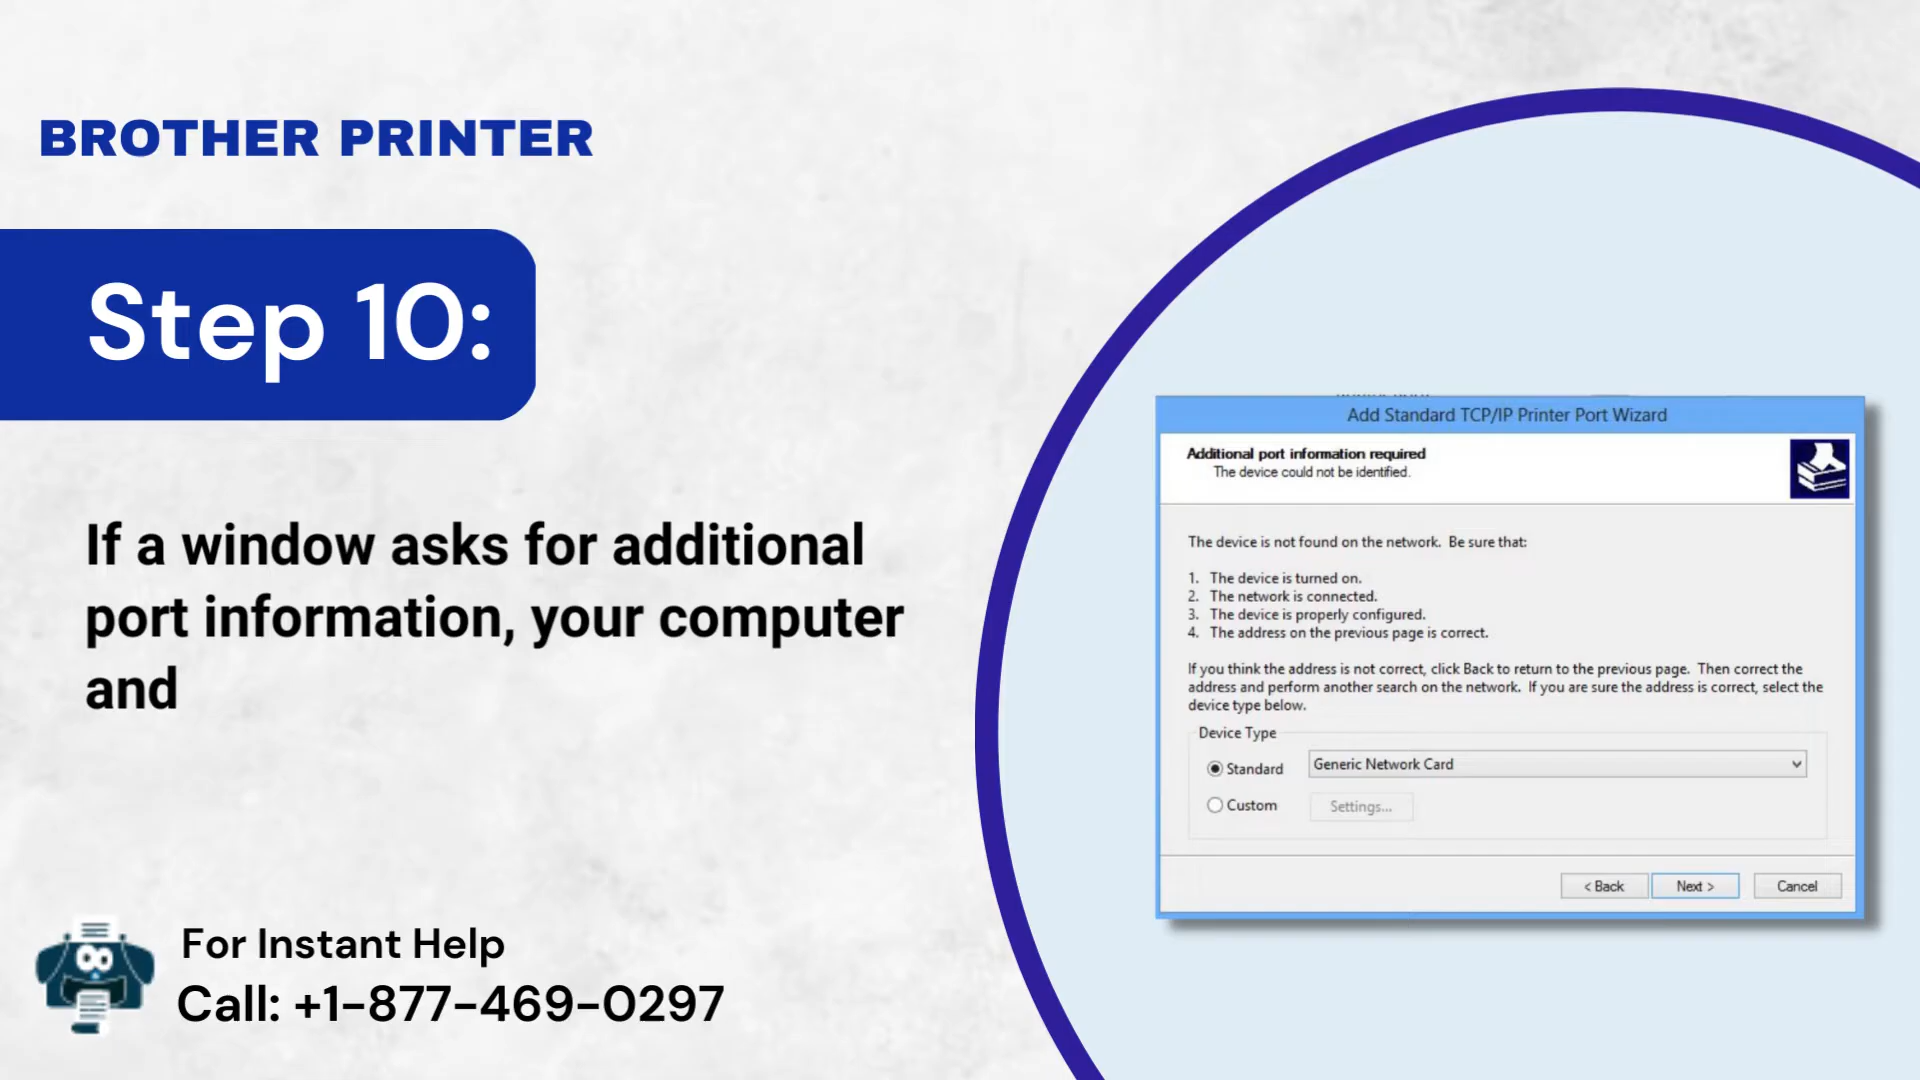 BROTHER PRINTER
Step 10:
If a window asks for additional
port information, your computer
and
For Instant Help
Call: +1-877-469-0297
Add Standard TCP/IP Printer Port Wizard
Additional port information required
The device could not be identified.
The device is not found on the network. Be sure that:
1. The device is turned on.
2. The network is connected.
3. The device is properly configured.
4. The address on the previous page is correct.
If you think the address is not correct, click Back to return to the previous page. Then correct the
address and perform another search on the network. If you are sure the address is correct, select the
device type below.
Device Type
Standard Generic Network Card
Custom Settings...
< Back Next > Cancel